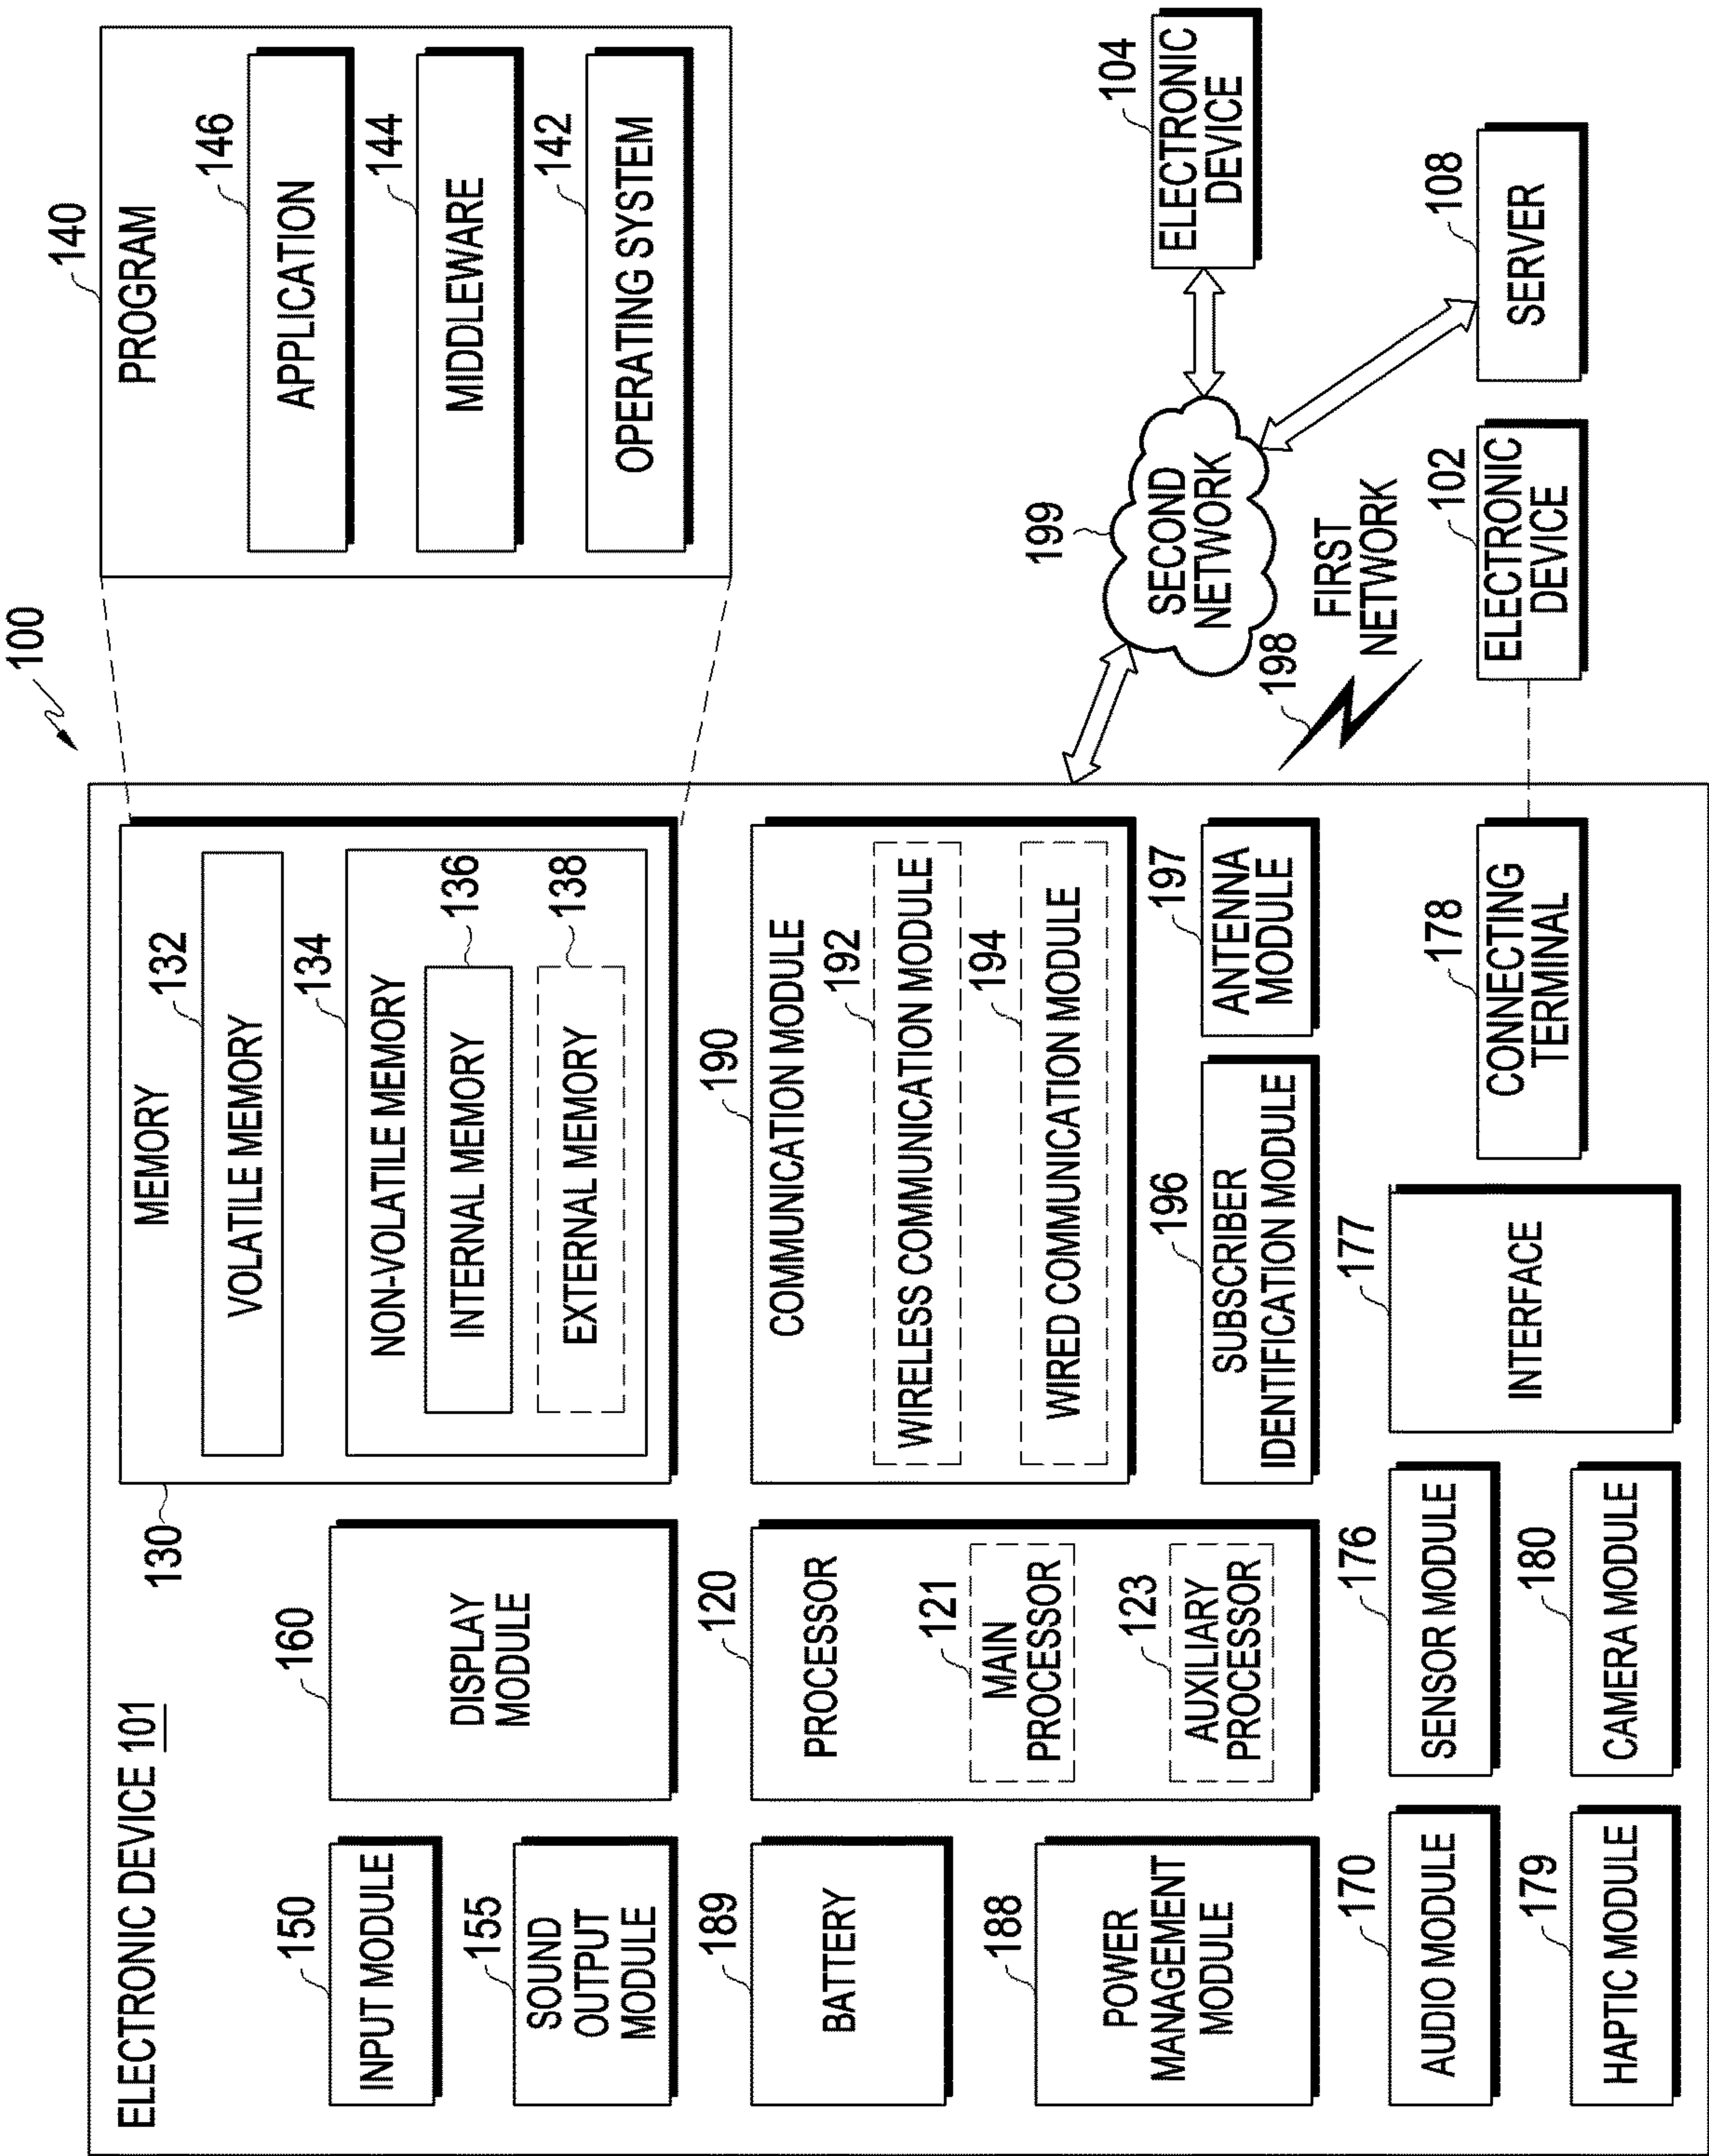 100
ELECTRONIC DEVICE 101
150
INPUT MODULE
155
SOUND
OUTPUT
MODULE
160
DISPLAY
MODULE
130
MEMORY
132
VOLATILE MEMORY
134
NON-VOLATILE MEMORY
136
INTERNAL MEMORY
138
EXTERNAL MEMORY
140
PROGRAM
146
APPLICATION
144
MIDDLEWARE
142
OPERATING SYSTEM
189
BATTERY
188
POWER
MANAGEMENT
MODULE
120
PROCESSOR
121
MAIN
PROCESSOR
123
AUXILIARY
PROCESSOR
190
COMMUNICATION MODULE
192
WIRELESS COMMUNICATION MODULE
194
WIRED COMMUNICATION MODULE
196
SUBSCRIBER
IDENTIFICATION MODULE
197
ANTENNA
MODULE
199
SECOND
NETWORK
104
ELECTRONIC
DEVICE
198
FIRST
NETWORK
108
SERVER
102
ELECTRONIC
DEVICE
170
AUDIO MODULE
176
SENSOR MODULE
177
INTERFACE
178
CONNECTING
TERMINAL
179
HAPTIC MODULE
180
CAMERA MODULE